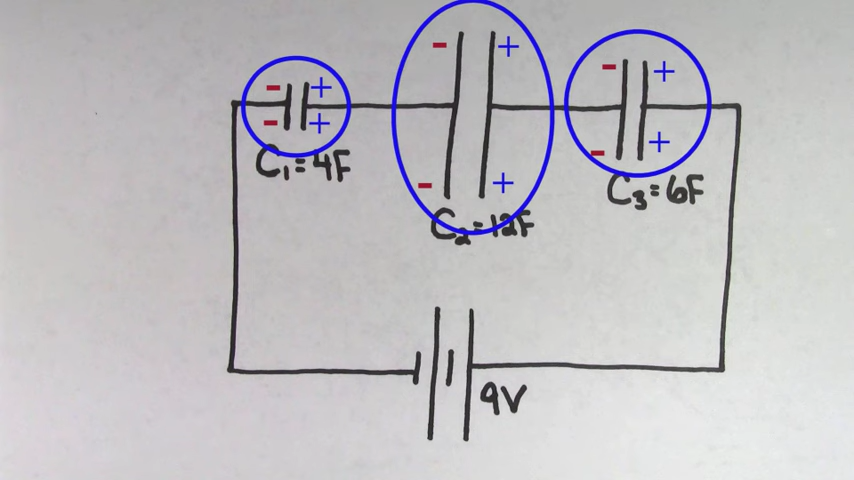 - + - + - +
- +
C₁=4F
- +
- +
C₃=6F
C₂=12F
9V